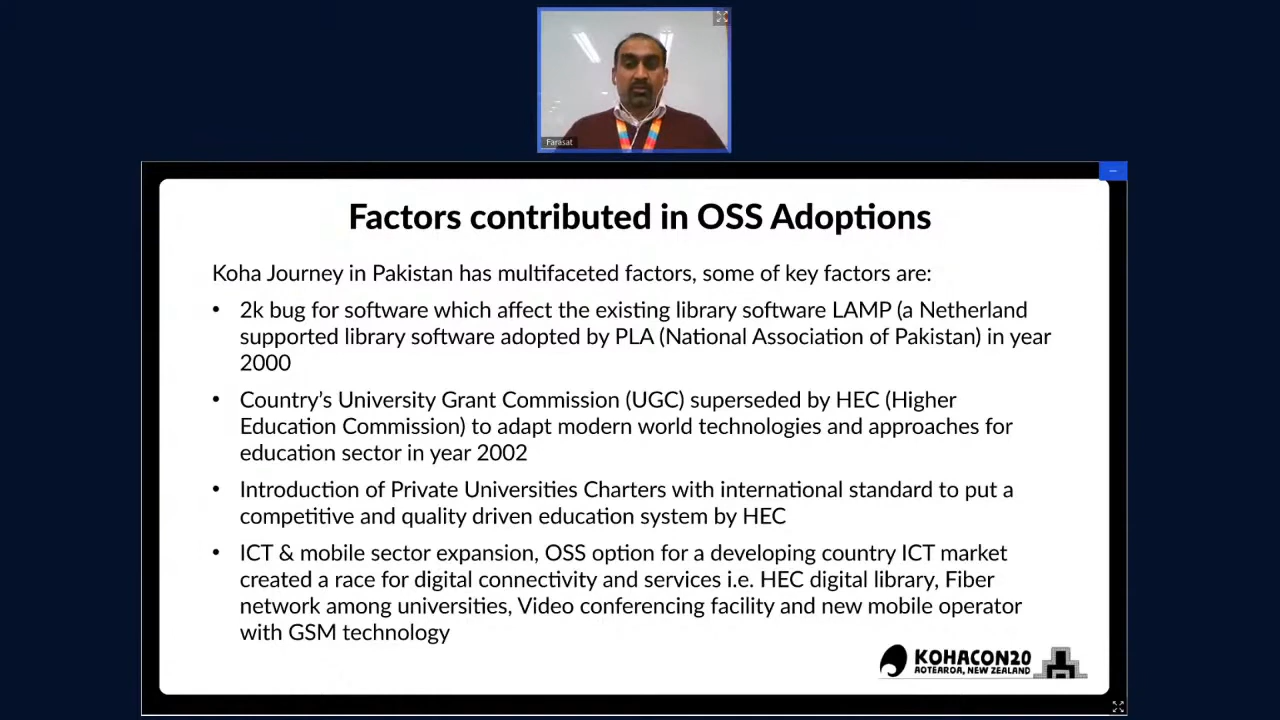 Farasat
Factors contributed in OSS Adoptions
Koha Journey in Pakistan has multifaceted factors, some of key factors are:
• 2k bug for software which affect the existing library software LAMP (a Netherland
supported library software adopted by PLA (National Association of Pakistan) in year
2000
• Country's University Grant Commission (UGC) superseded by HEC (Higher
Education Commission) to adapt modern world technologies and approaches for
education sector in year 2002
• Introduction of Private Universities Charters with international standard to put a
competitive and quality driven education system by HEC
• ICT & mobile sector expansion, OSS option for a developing country ICT market
created a race for digital connectivity and services i.e. HEC digital library, Fiber
network among universities, Video conferencing facility and new mobile operator
with GSM technology
KOHACON20
AOTEAROA, NEW ZEALAND